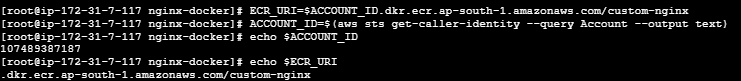 [root@ip-172-31-7-117 nginx-docker]# ECR_URI=$ACCOUNT_ID.dkr.ecr.ap-south-1.amazonaws.com/custom-nginx
[root@ip-172-31-7-117 nginx-docker]# ACCOUNT_ID=$(aws sts get-caller-identity --query Account --output text)
[root@ip-172-31-7-117 nginx-docker]# echo $ACCOUNT_ID
107489387187
[root@ip-172-31-7-117 nginx-docker]# echo $ECR_URI
.dkr.ecr.ap-south-1.amazonaws.com/custom-nginx